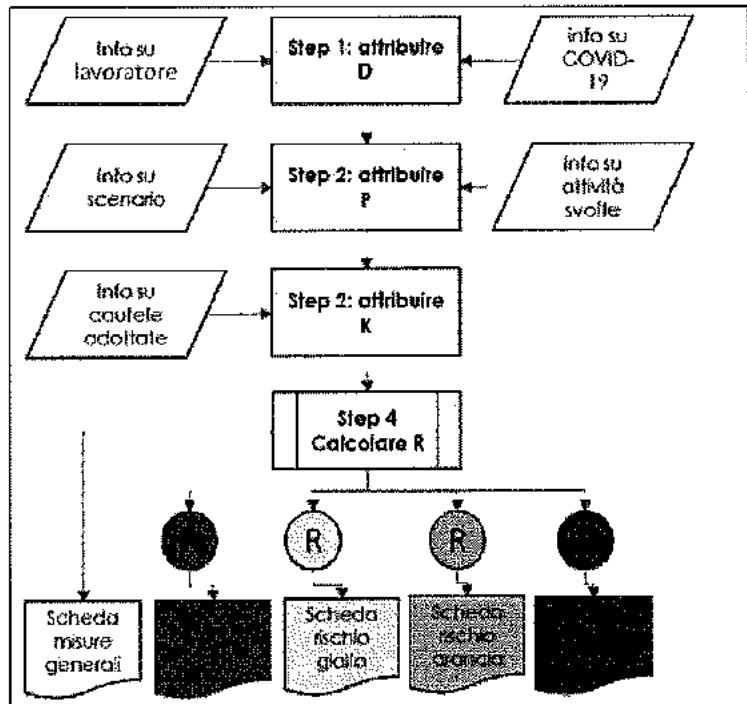 Info su
lavoratore
Step 1: attribuire
D
info su
COVID-
19
Info su
scenario
Step 2: attribuire
P
info su
attività
svolte
Info su
cautele
adottate
Step 2: attribuire
K
Step 4
Calcolare R
R
R
Scheda
misure
generali
Scheda
rischio
gialla
Scheda
rischio
arancio